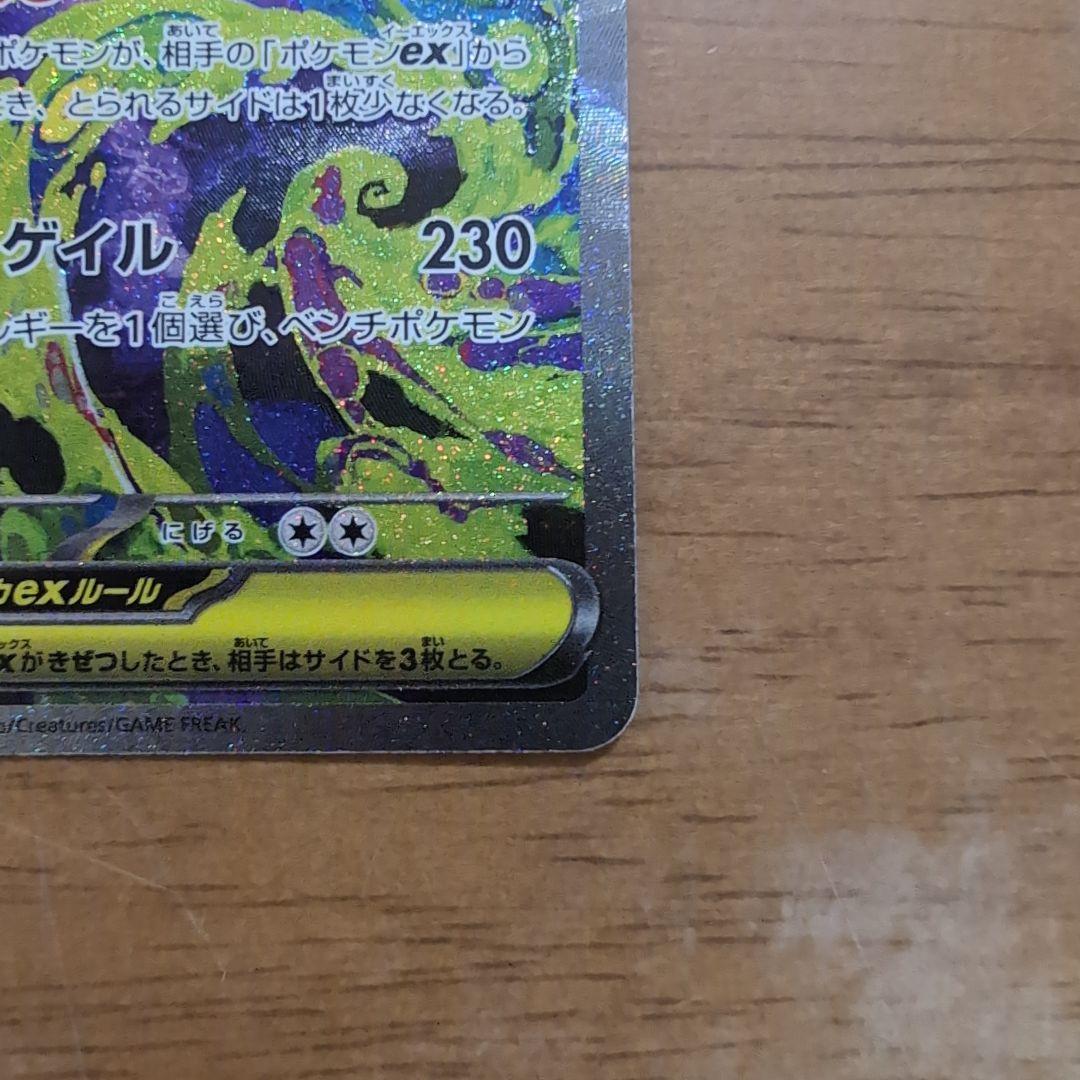 ポケモンが、相手の「ポケモンex」から
き、とられるサイドは1枚少なくなる。
ゲイル 230
ルギーを1個選び、ベンチポケモン
にげる
exルール
xがきぜつしたとき、相手はサイドを3枚とる。
/Creatures/GAME FREAK.